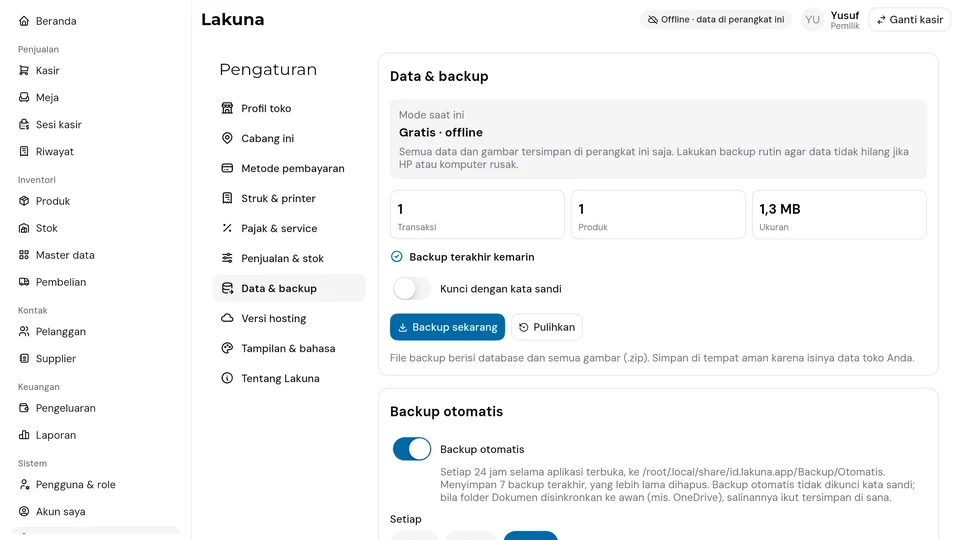 Beranda
Penjualan
Kasir
Meja
Sesi kasir
Riwayat
Inventori
Produk
Stok
Master data
Pembelian
Kontak
Pelanggan
Supplier
Keuangan
Pengeluaran
Laporan
Sistem
Pengguna & role
Akun saya
Lakuna
Offline · data di perangkat ini
YU
Yusuf
Pemilik
Ganti kasir
Pengaturan
Profil toko
Cabang ini
Metode pembayaran
Struk & printer
Pajak & service
Penjualan & stok
Data & backup
Versi hosting
Tampilan & bahasa
Tentang Lakuna
Data & backup
Mode saat ini
Gratis · offline
Semua data dan gambar tersimpan di perangkat ini saja. Lakukan backup rutin agar data tidak hilang jika
HP atau komputer rusak.
1
Transaksi
1
Produk
1,3 MB
Ukuran
Backup terakhir kemarin
Kunci dengan kata sandi
Backup sekarang
Pulihkan
File backup berisi database dan semua gambar (.zip). Simpan di tempat aman karena isinya data toko Anda.
Backup otomatis
Backup otomatis
Setiap 24 jam selama aplikasi terbuka, ke /root/.local/share/id.lakuna.app/Backup/Otomatis.
Menyimpan 7 backup terakhir, yang lebih lama dihapus. Backup otomatis tidak dikunci kata sandi;
bila folder Dokumen disinkronkan ke awan (mis. OneDrive), salinannya ikut tersimpan di sana.
Setiap